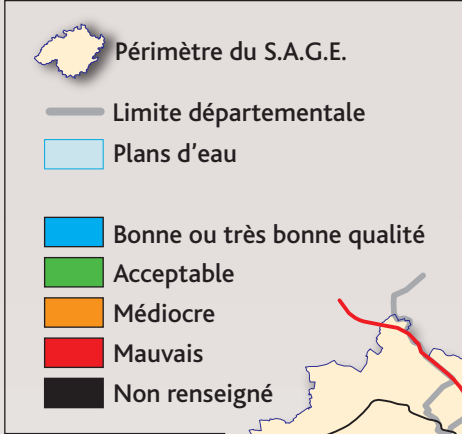 Périmètre du S.A.G.E.
Limite départementale
Plans d'eau
Bonne ou très bonne qualité
Acceptable
Médiocre
Mauvais
Non renseigné